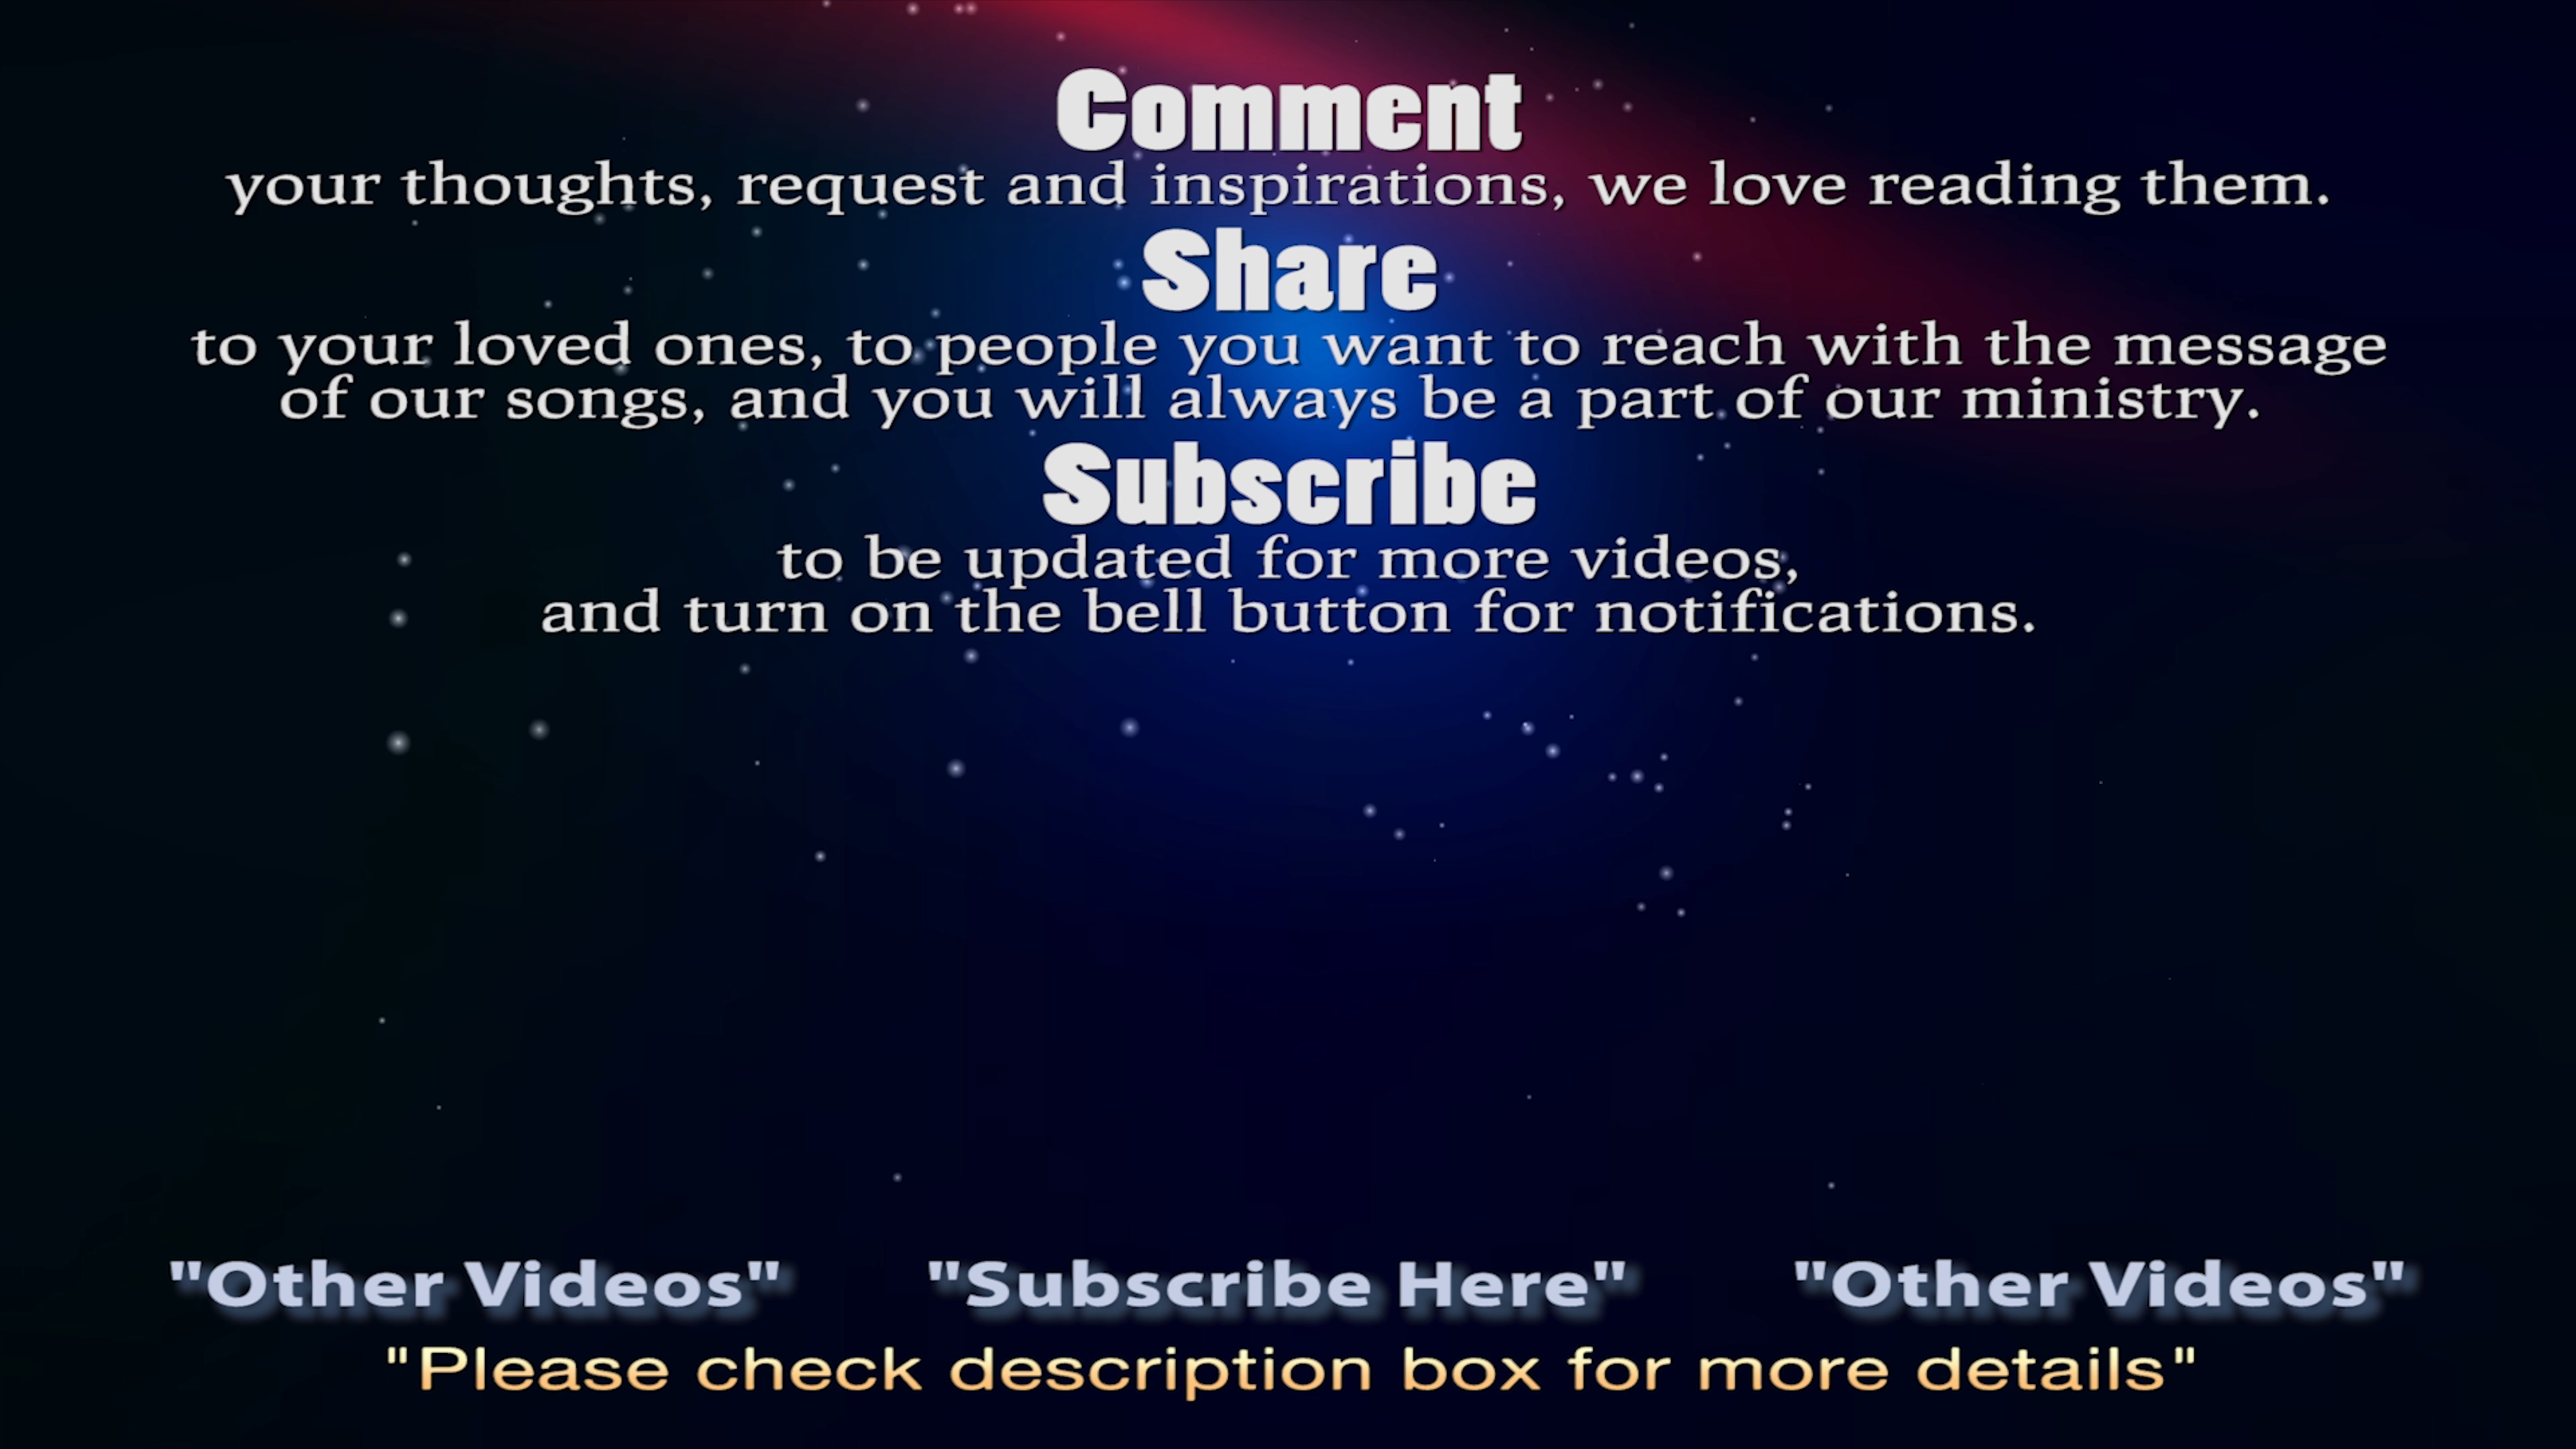 Comment
your thoughts, request and inspirations, we love reading them.
Share
to your loved ones, to people you want to reach with the message
of our songs, and you will always be a part of our ministry.
Subscribe
to be updated for more videos,
and turn on the bell button for notifications.
"Other Videos" "Subscribe Here" "Other Videos"
"Please check description box for more details"